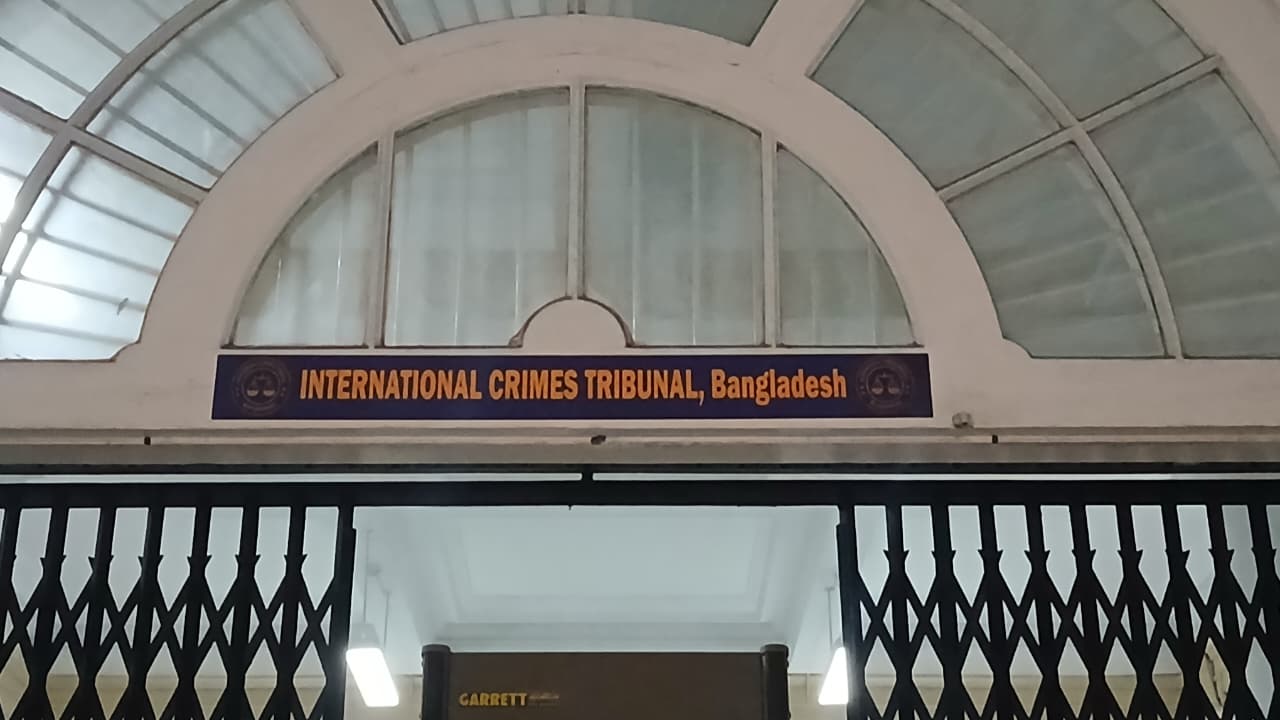 INTERNATIONAL CRIMES TRIBUNAL, Bangladesh
GARRETT